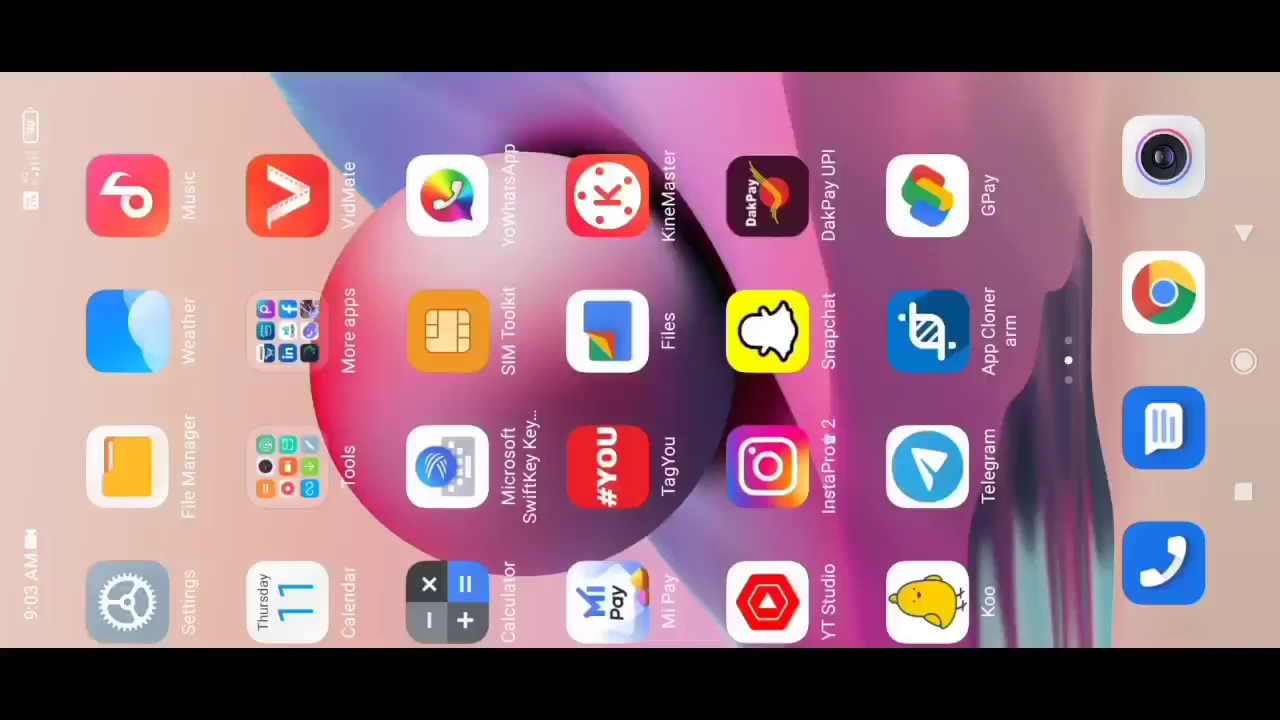 9:03 AM
4G
90
Settings
File Manager
Weather
Music
Thursday
11
Calendar
Tools
More apps
VidMate
Calculator
Microsoft
SwiftKey Key...
SIM Toolkit
YoWhatsApp
Mi
Pay
Mi Pay
#YOU
TagYou
Files
K
KineMaster
YT Studio
InstaPro♛ 2
Snapchat
DakPay
DakPay UPI
Koo
Telegram
App Cloner
arm
GPay